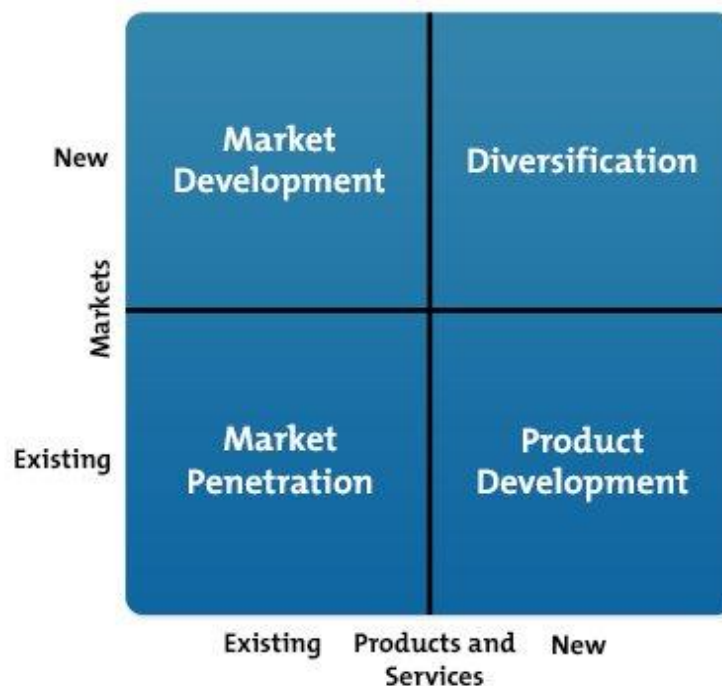 New
Market
Development
Diversification
Markets
Existing
Market
Penetration
Product
Development
Existing
Products and
Services
New